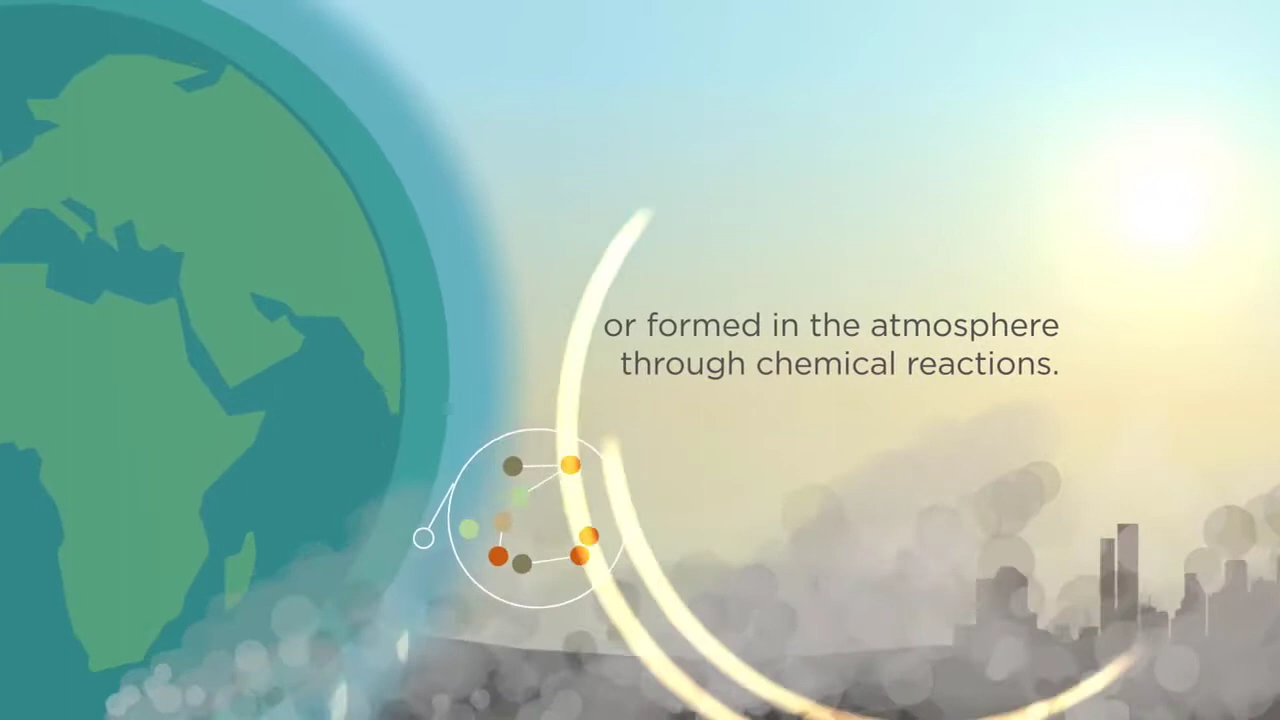 or formed in the atmosphere
through chemical reactions.